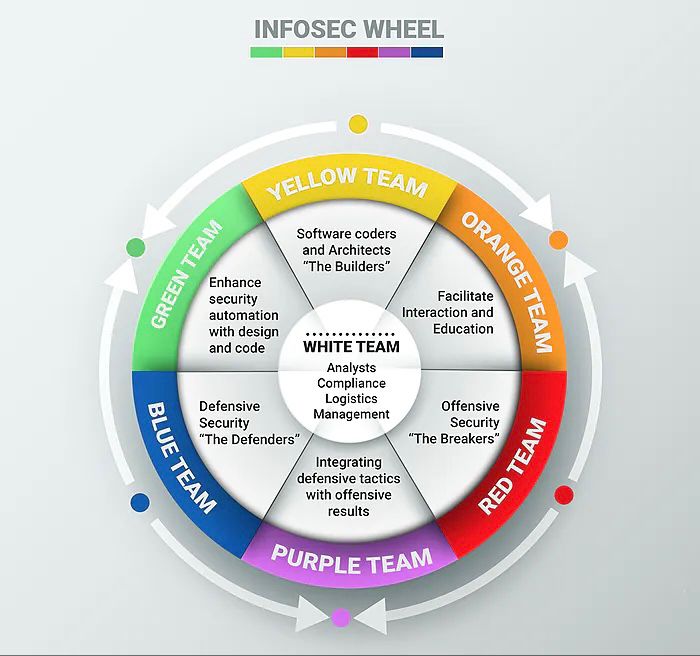 INFOSEC WHEEL
YELLOW TEAM
Software coders
and Architects
“The Builders”
ORANGE TEAM
Facilitate
Interaction and
Education
RED TEAM
Offensive
Security
“The Breakers”
PURPLE TEAM
Integrating
defensive tactics
with offensive
results
BLUE TEAM
Defensive
Security
“The Defenders”
GREEN TEAM
Enhance
security
automation
with design
and code
WHITE TEAM
Analysts
Compliance
Logistics
Management